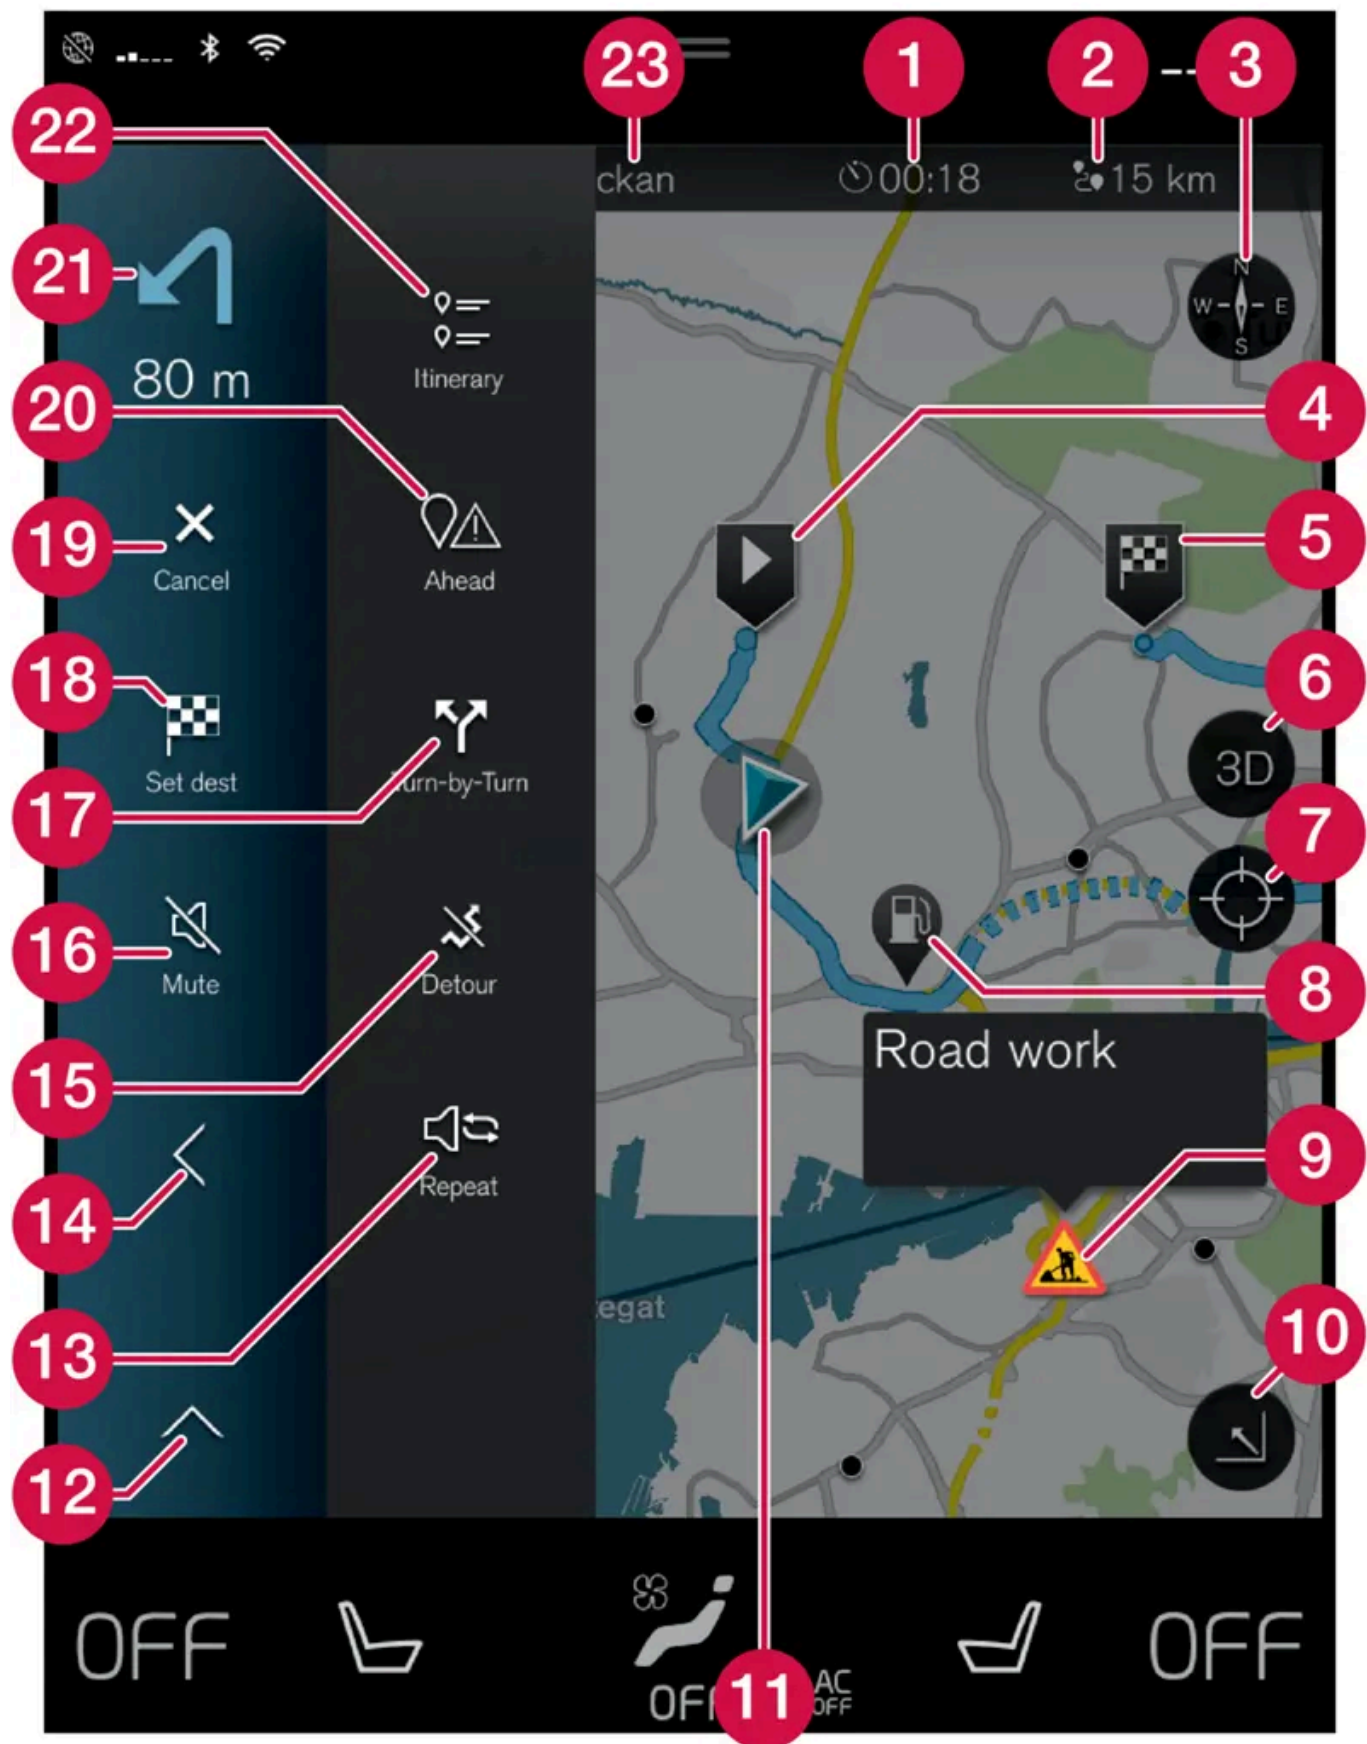 23
1
2
3
22
ckan
00:18
15 km
21
N
W
E
S
80 m
Itinerary
4
20
19
Cancel
Ahead
5
18
6
Set dest
Turn-by-Turn
3D
17
7
16
Mute
Detour
8
15
Road work
9
14
Repeat
egat
10
13
12
OFF
OFF
11
AC
OFF
OFF